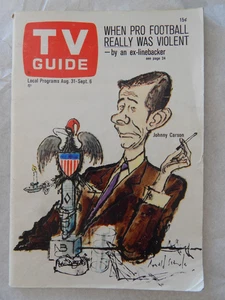 15¢
TV
GUIDE
WHEN PRO FOOTBALL
REALLY WAS VIOLENT
—by an ex-linebacker
see page 34
Local Programs Aug. 31-Sept. 6
Johnny Carson